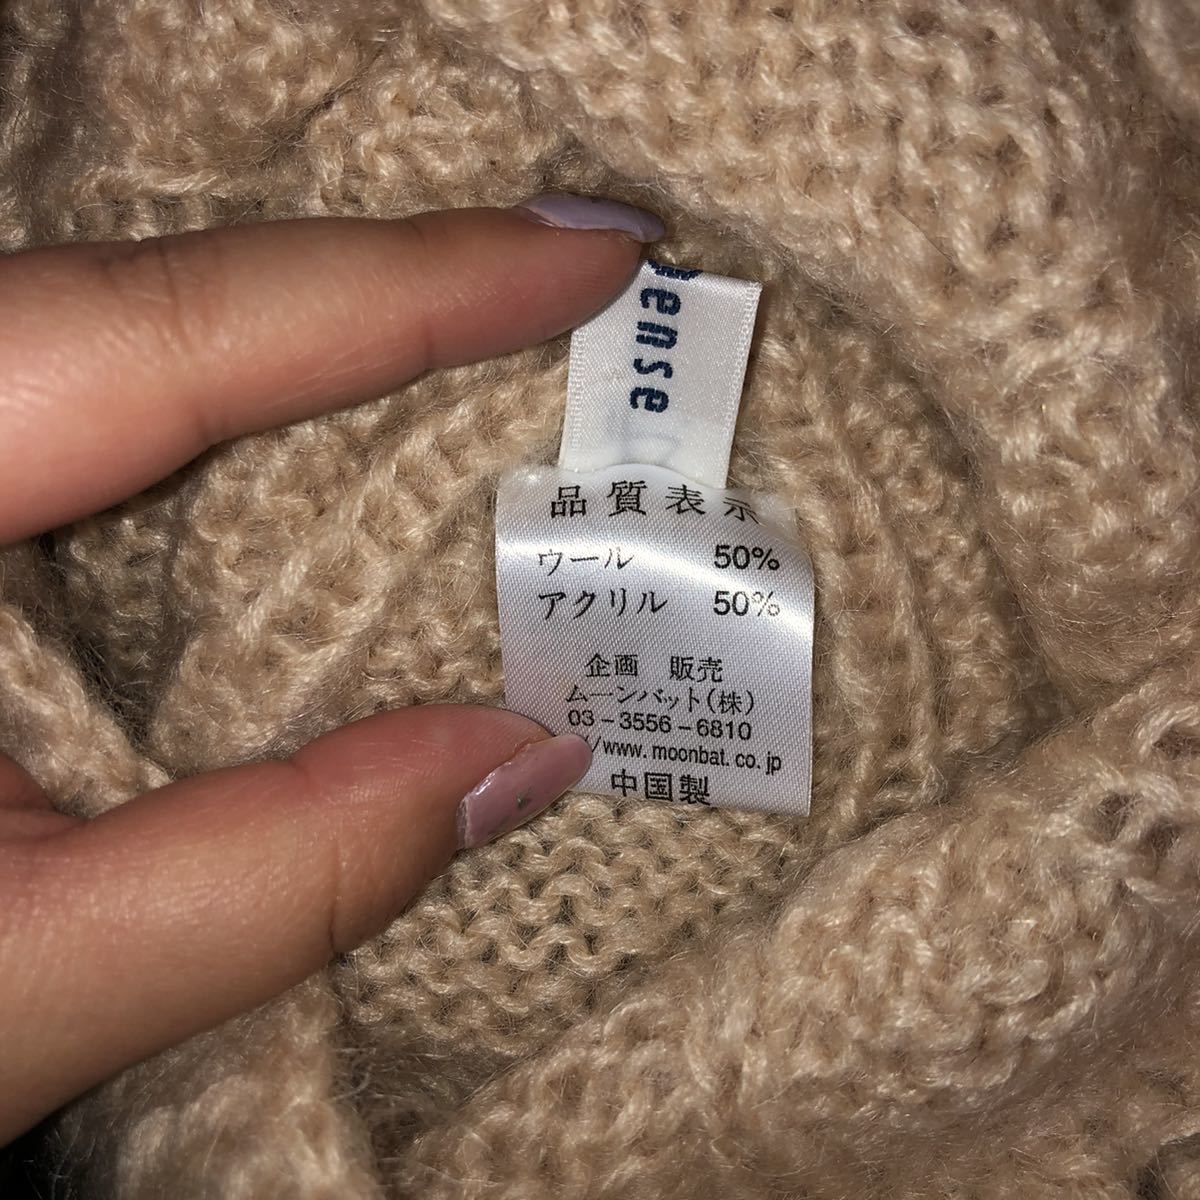 ense
品質表示
ウール 50%
アクリル 50%
企画 販売
ムーンバット(株)
03-3556-6810
/www.moonbat.co.jp
中国製